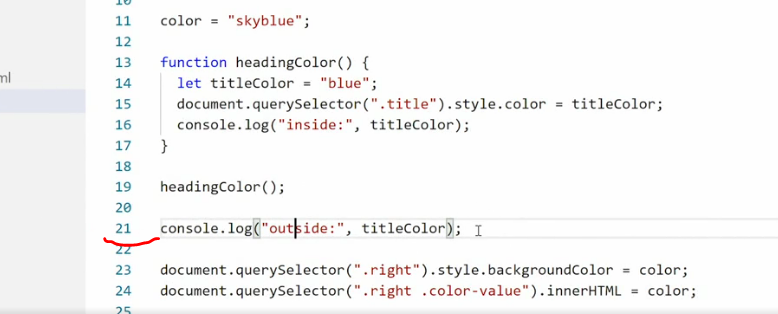 11 color = "skyblue";
12
13 function headingColor() {
14 let titleColor = "blue";
15 document.querySelector(".title").style.color = titleColor;
16 console.log("inside:", titleColor);
17 }
18
19 headingColor();
20
21 console.log("outside:", titleColor);
22
23 document.querySelector(".right").style.backgroundColor = color;
24 document.querySelector(".right .color-value").innerHTML = color;
25